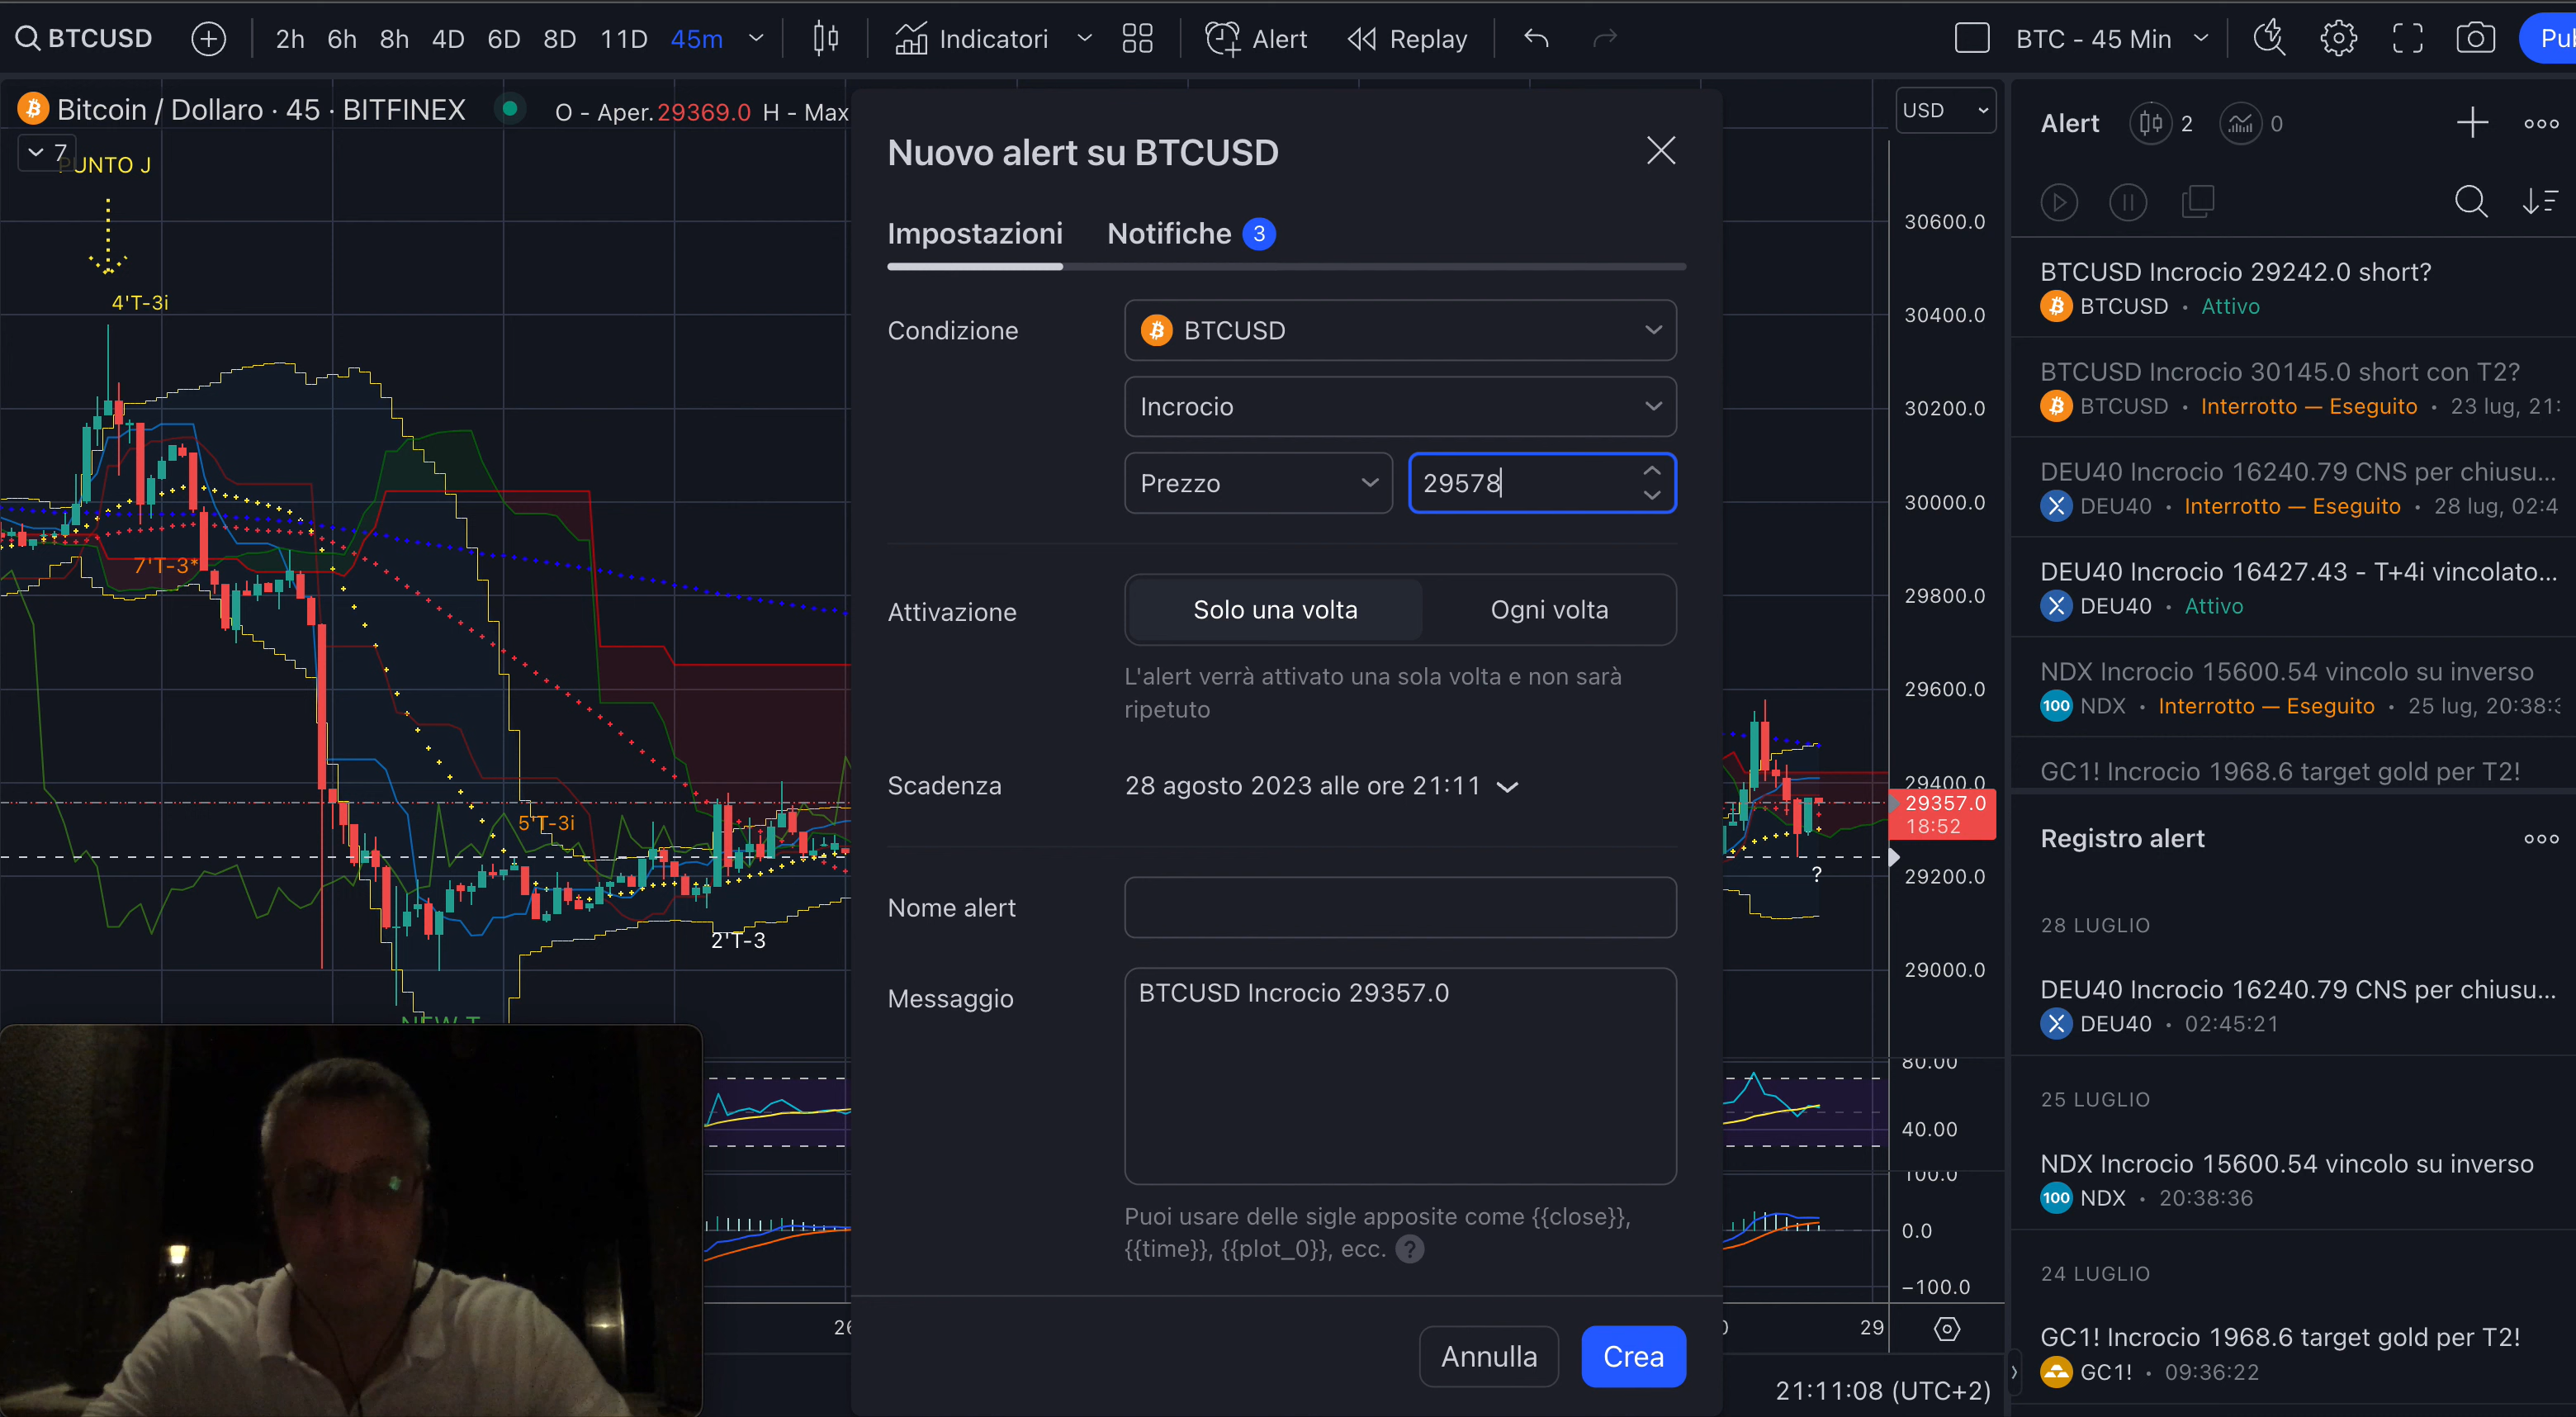 BTCUSD 2h 6h 8h 4D 6D 8D 11D 45m Indicatori Alert Replay BTC - 45 Min Pub
Bitcoin / Dollaro · 45 · BITFINEX O - Aper. 29369.0 H - Max
7
PUNTO J
4'T-3i
7'T-3*
5'T-3i
2'T-3
NEW T
?
26
29
USD
30600.0
30400.0
30200.0
30000.0
29800.0
29600.0
29400.0
29357.0
18:52
29200.0
29000.0
80.00
40.00
100.0
0.0
−100.0
21:11:08 (UTC+2)
Nuovo alert su BTCUSD
Impostazioni Notifiche 3
Condizione BTCUSD
Incrocio
Prezzo 29578
Attivazione Solo una volta Ogni volta
L'alert verrà attivato una sola volta e non sarà
ripetuto
Scadenza 28 agosto 2023 alle ore 21:11
Nome alert
Messaggio BTCUSD Incrocio 29357.0
Puoi usare delle sigle apposite come {{close}},
{{time}}, {{plot_0}}, ecc. ?
Annulla Crea
Alert 2 0
BTCUSD Incrocio 29242.0 short?
BTCUSD · Attivo
BTCUSD Incrocio 30145.0 short con T2?
BTCUSD · Interrotto — Eseguito · 23 lug, 21:
DEU40 Incrocio 16240.79 CNS per chiusu...
DEU40 · Interrotto — Eseguito · 28 lug, 02:4
DEU40 Incrocio 16427.43 - T+4i vincolato...
DEU40 · Attivo
NDX Incrocio 15600.54 vincolo su inverso
100 NDX · Interrotto — Eseguito · 25 lug, 20:38:3
GC1! Incrocio 1968.6 target gold per T2!
Registro alert
28 LUGLIO
DEU40 Incrocio 16240.79 CNS per chiusu...
DEU40 · 02:45:21
25 LUGLIO
NDX Incrocio 15600.54 vincolo su inverso
100 NDX · 20:38:36
24 LUGLIO
GC1! Incrocio 1968.6 target gold per T2!
GC1! · 09:36:22